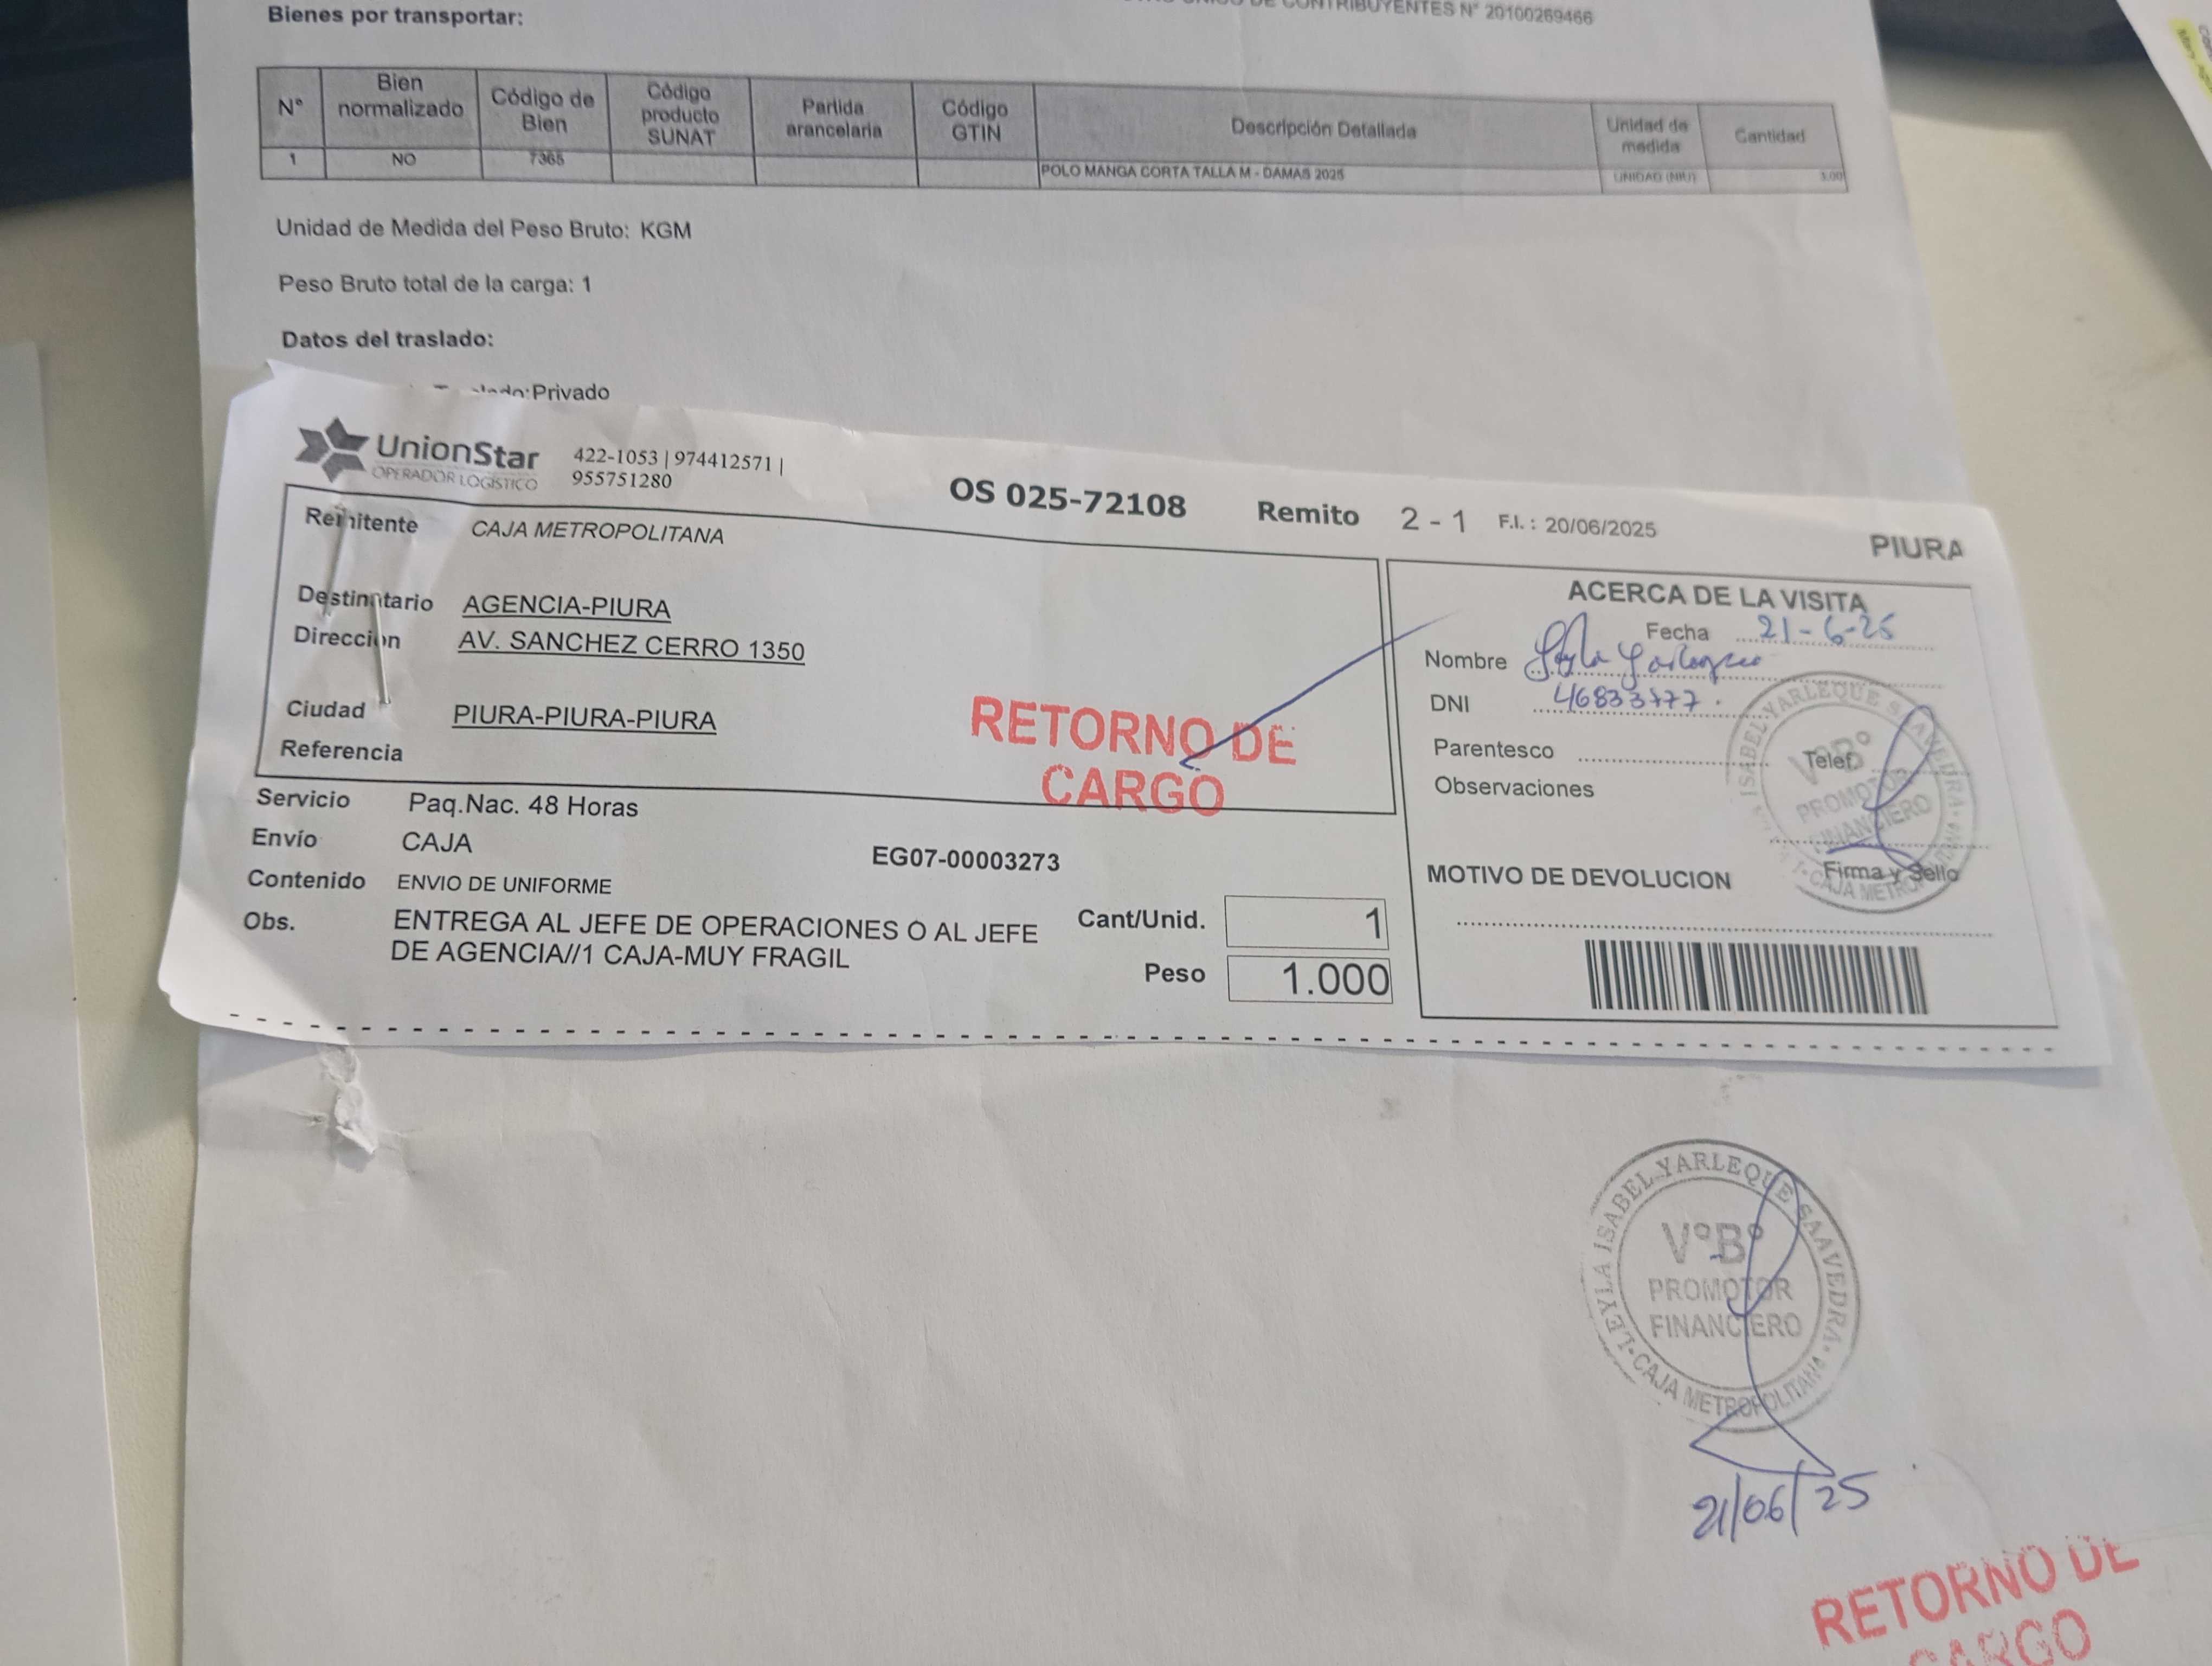 Bienes por transportar:
CONTRIBUYENTES N° 20100269466
N° Bien normalizado Código de Bien Código producto SUNAT Partida arancelaria Código GTIN Descripción Detallada Unidad de medida Cantidad
1 NO 7365 POLO MANGA CORTA TALLA M - DAMAS 2025 UNIDAD (NIU) 5.00
Unidad de Medida del Peso Bruto: KGM
Peso Bruto total de la carga: 1
Datos del traslado:
Privado
UnionStar
OPERADOR LOGÍSTICO
422-1053 | 974412571 |
955751280
OS 025-72108 Remito 2 - 1 F.I. : 20/06/2025 PIURA
Remitente CAJA METROPOLITANA
Destinatario AGENCIA-PIURA
Direccion AV. SANCHEZ CERRO 1350
Ciudad PIURA-PIURA-PIURA
Referencia
RETORNO DE
CARGO
Servicio Paq.Nac. 48 Horas
Envío CAJA
EG07-00003273
Contenido ENVIO DE UNIFORME
Obs. ENTREGA AL JEFE DE OPERACIONES O AL JEFE
DE AGENCIA//1 CAJA-MUY FRAGIL
Cant/Unid. 1
Peso 1.000
ACERCA DE LA VISITA
Fecha 21-6-25
Nombre
DNI
Parentesco
Telef.
Observaciones
Firma y Sello
MOTIVO DE DEVOLUCION
ISABEL YARLEQUE SAAVEDRA
V°B°
PROMOTOR
FINANCIERO
LEYLA ISABEL YARLEQUE SAAVEDRA
V°B°
PROMOTOR
FINANCIERO
CAJA METROPOLITANA
21/06/25
RETORNO DE
CARGO